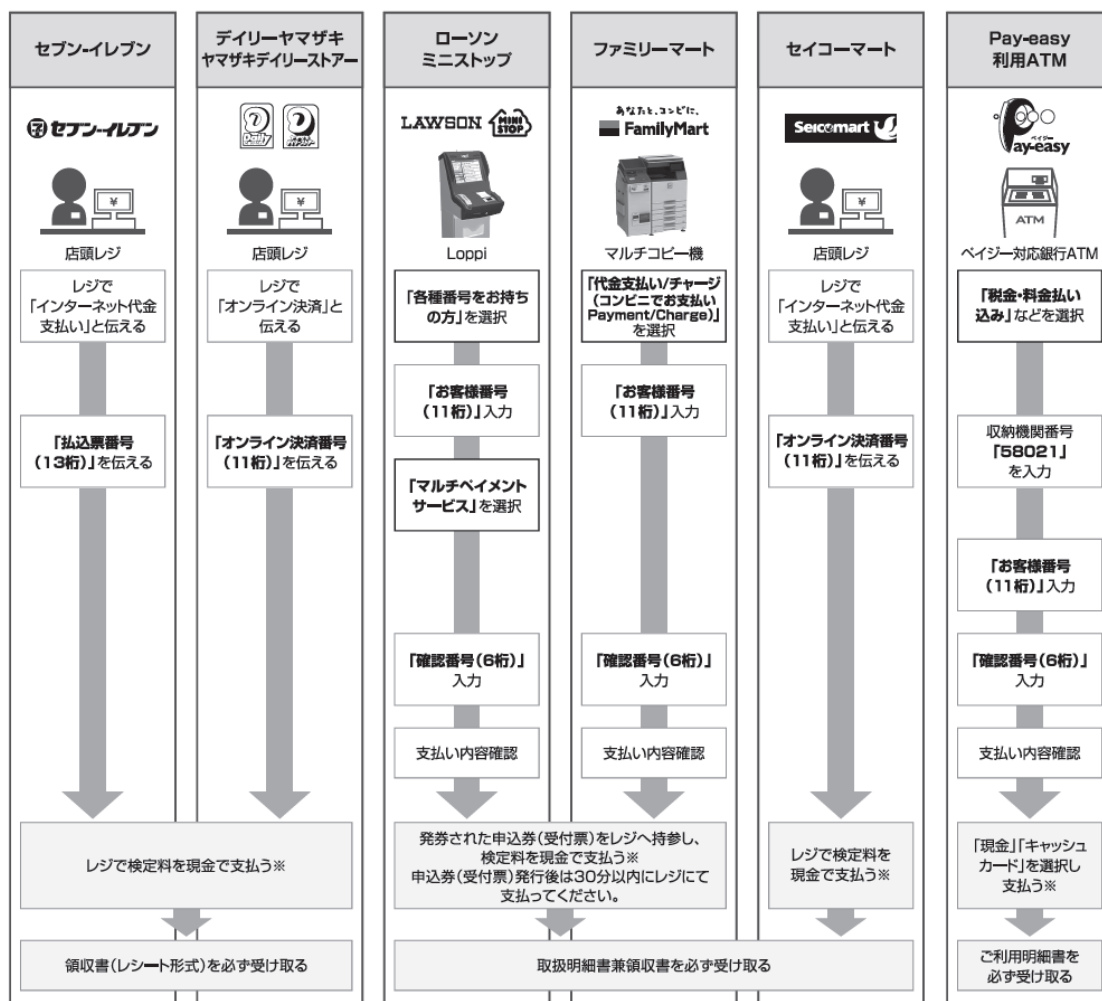 セブン-イレブン
デイリーヤマザキ
ヤマザキデイリーストアー
ローソン
ミニストップ
ファミリーマート
セイコーマート
Pay-easy
利用ATM
セブン-イレブン
Daily
LAWSON
MINI
STOP
あなたと、コンビに、
FamilyMart
Seicomart
ペイジー
Pay-easy
¥
¥
¥
ATM
店頭レジ
店頭レジ
Loppi
マルチコピー機
店頭レジ
ペイジー対応銀行ATM
レジで
「インターネット代金
支払い」と伝える
レジで
「オンライン決済」と
伝える
「各種番号をお持ち
の方」を選択
「代金支払い/チャージ
(コンビニでお支払い
Payment/Charge)」
を選択
レジで
「インターネット代金
支払い」と伝える
「税金・料金払い
込み」などを選択
「お客様番号
(11桁)」入力
「お客様番号
(11桁)」入力
「払込票番号
(13桁)」を伝える
「オンライン決済番号
(11桁)」を伝える
「マルチペイメント
サービス」を選択
「オンライン決済番号
(11桁)」を伝える
収納機関番号
「58021」
を入力
「お客様番号
(11桁)」入力
「確認番号(6桁)」
入力
「確認番号(6桁)」
入力
「確認番号(6桁)」
入力
支払い内容確認
支払い内容確認
支払い内容確認
レジで検定料を現金で支払う※
発券された申込券(受付票)をレジへ持参し、
検定料を現金で支払う※
申込券(受付票)発行後は30分以内にレジにて
支払ってください。
レジで検定料を
現金で支払う※
「現金」「キャッシュ
カード」を選択し
支払う※
領収書(レシート形式)を必ず受け取る
取扱明細書兼領収書を必ず受け取る
ご利用明細書を
必ず受け取る